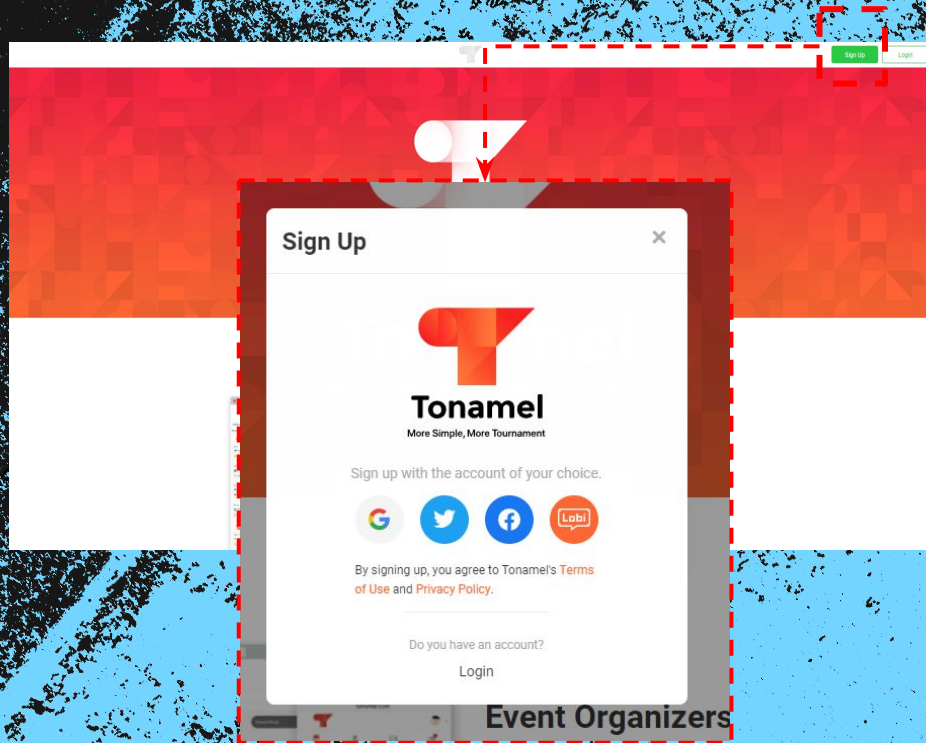 Sign Up
Login
Sign Up
Tonamel
More Simple, More Tournament
Sign up with the account of your choice.
Lobi
By signing up, you agree to Tonamel's Terms
of Use and Privacy Policy.
Do you have an account?
Login
Event Organizers